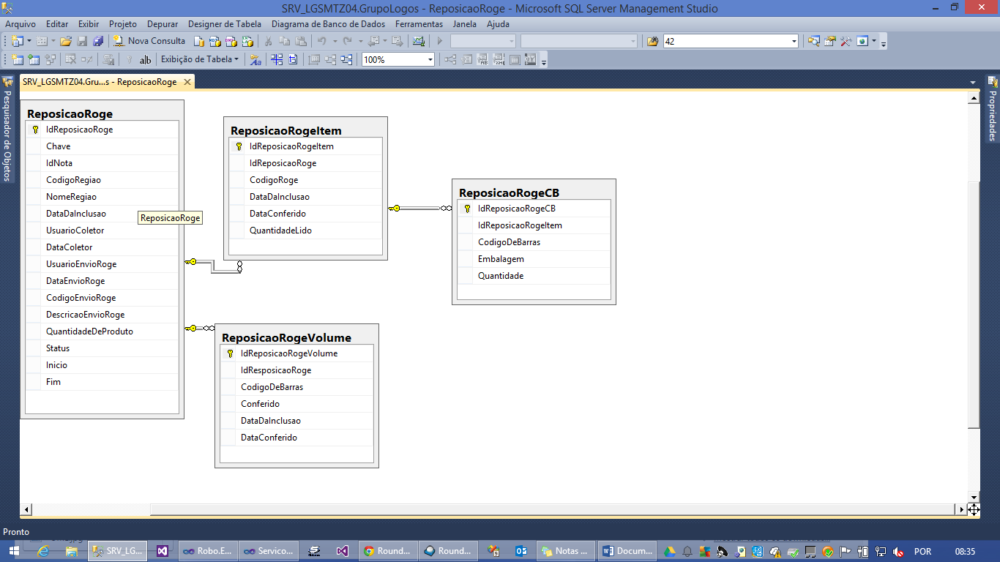 SRV_LGSMTZ04.GrupoLogos - ReposicaoRoge - Microsoft SQL Server Management Studio
Arquivo Editar Exibir Projeto Depurar Designer de Tabela Diagrama de Banco de Dados Ferramentas Janela Ajuda
Nova Consulta 42
Exibição de Tabela 100%
SRV_LGSMTZ04.Gru...s - ReposicaoRoge
Pesquisador de Objetos
Propriedades
ReposicaoRoge
IdReposicaoRoge
Chave
IdNota
CodigoRegiao
NomeRegiao
DataDaInclusao
UsuarioColetor
DataColetor
UsuarioEnvioRoge
DataEnvioRoge
CodigoEnvioRoge
DescricaoEnvioRoge
QuantidadeDeProduto
Status
Inicio
Fim
ReposicaoRoge
ReposicaoRogeItem
IdReposicaoRogeItem
IdReposicaoRoge
CodigoRoge
DataDaInclusao
DataConferido
QuantidadeLido
ReposicaoRogeCB
IdReposicaoRogeCB
IdReposicaoRogeItem
CodigoDeBarras
Embalagem
Quantidade
ReposicaoRogeVolume
IdReposicaoRogeVolume
IdResposicaoRoge
CodigoDeBarras
Conferido
DataDaInclusao
DataConferido
Pronto
SRV_LG... Robo.E... Servico... Round... Round... Notas ... Docum... POR 08:35